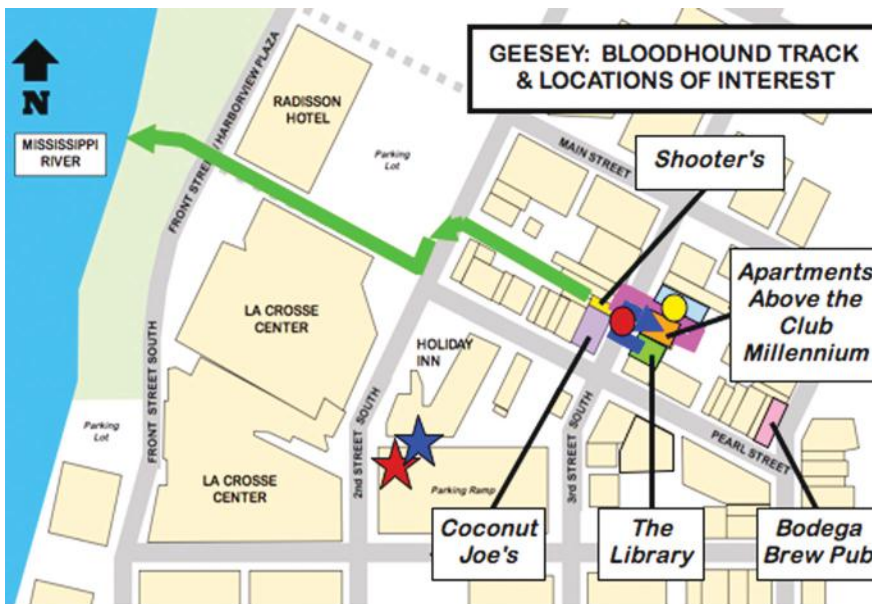 GEESEY: BLOODHOUND TRACK
& LOCATIONS OF INTEREST
N
MISSISSIPPI
RIVER
FRONT STREET / HARBORVIEW PLAZA
RADISSON
HOTEL
Parking
Lot
MAIN STREET
Shooter's
Apartments
Above the
Club
Millennium
LA CROSSE
CENTER
HOLIDAY
INN
FRONT STREET SOUTH
Parking
Lot
2nd STREET SOUTH
3rd STREET SOUTH
PEARL STREET
LA CROSSE
CENTER
Parking Ramp
Coconut
Joe's
The
Library
Bodega
Brew Pub